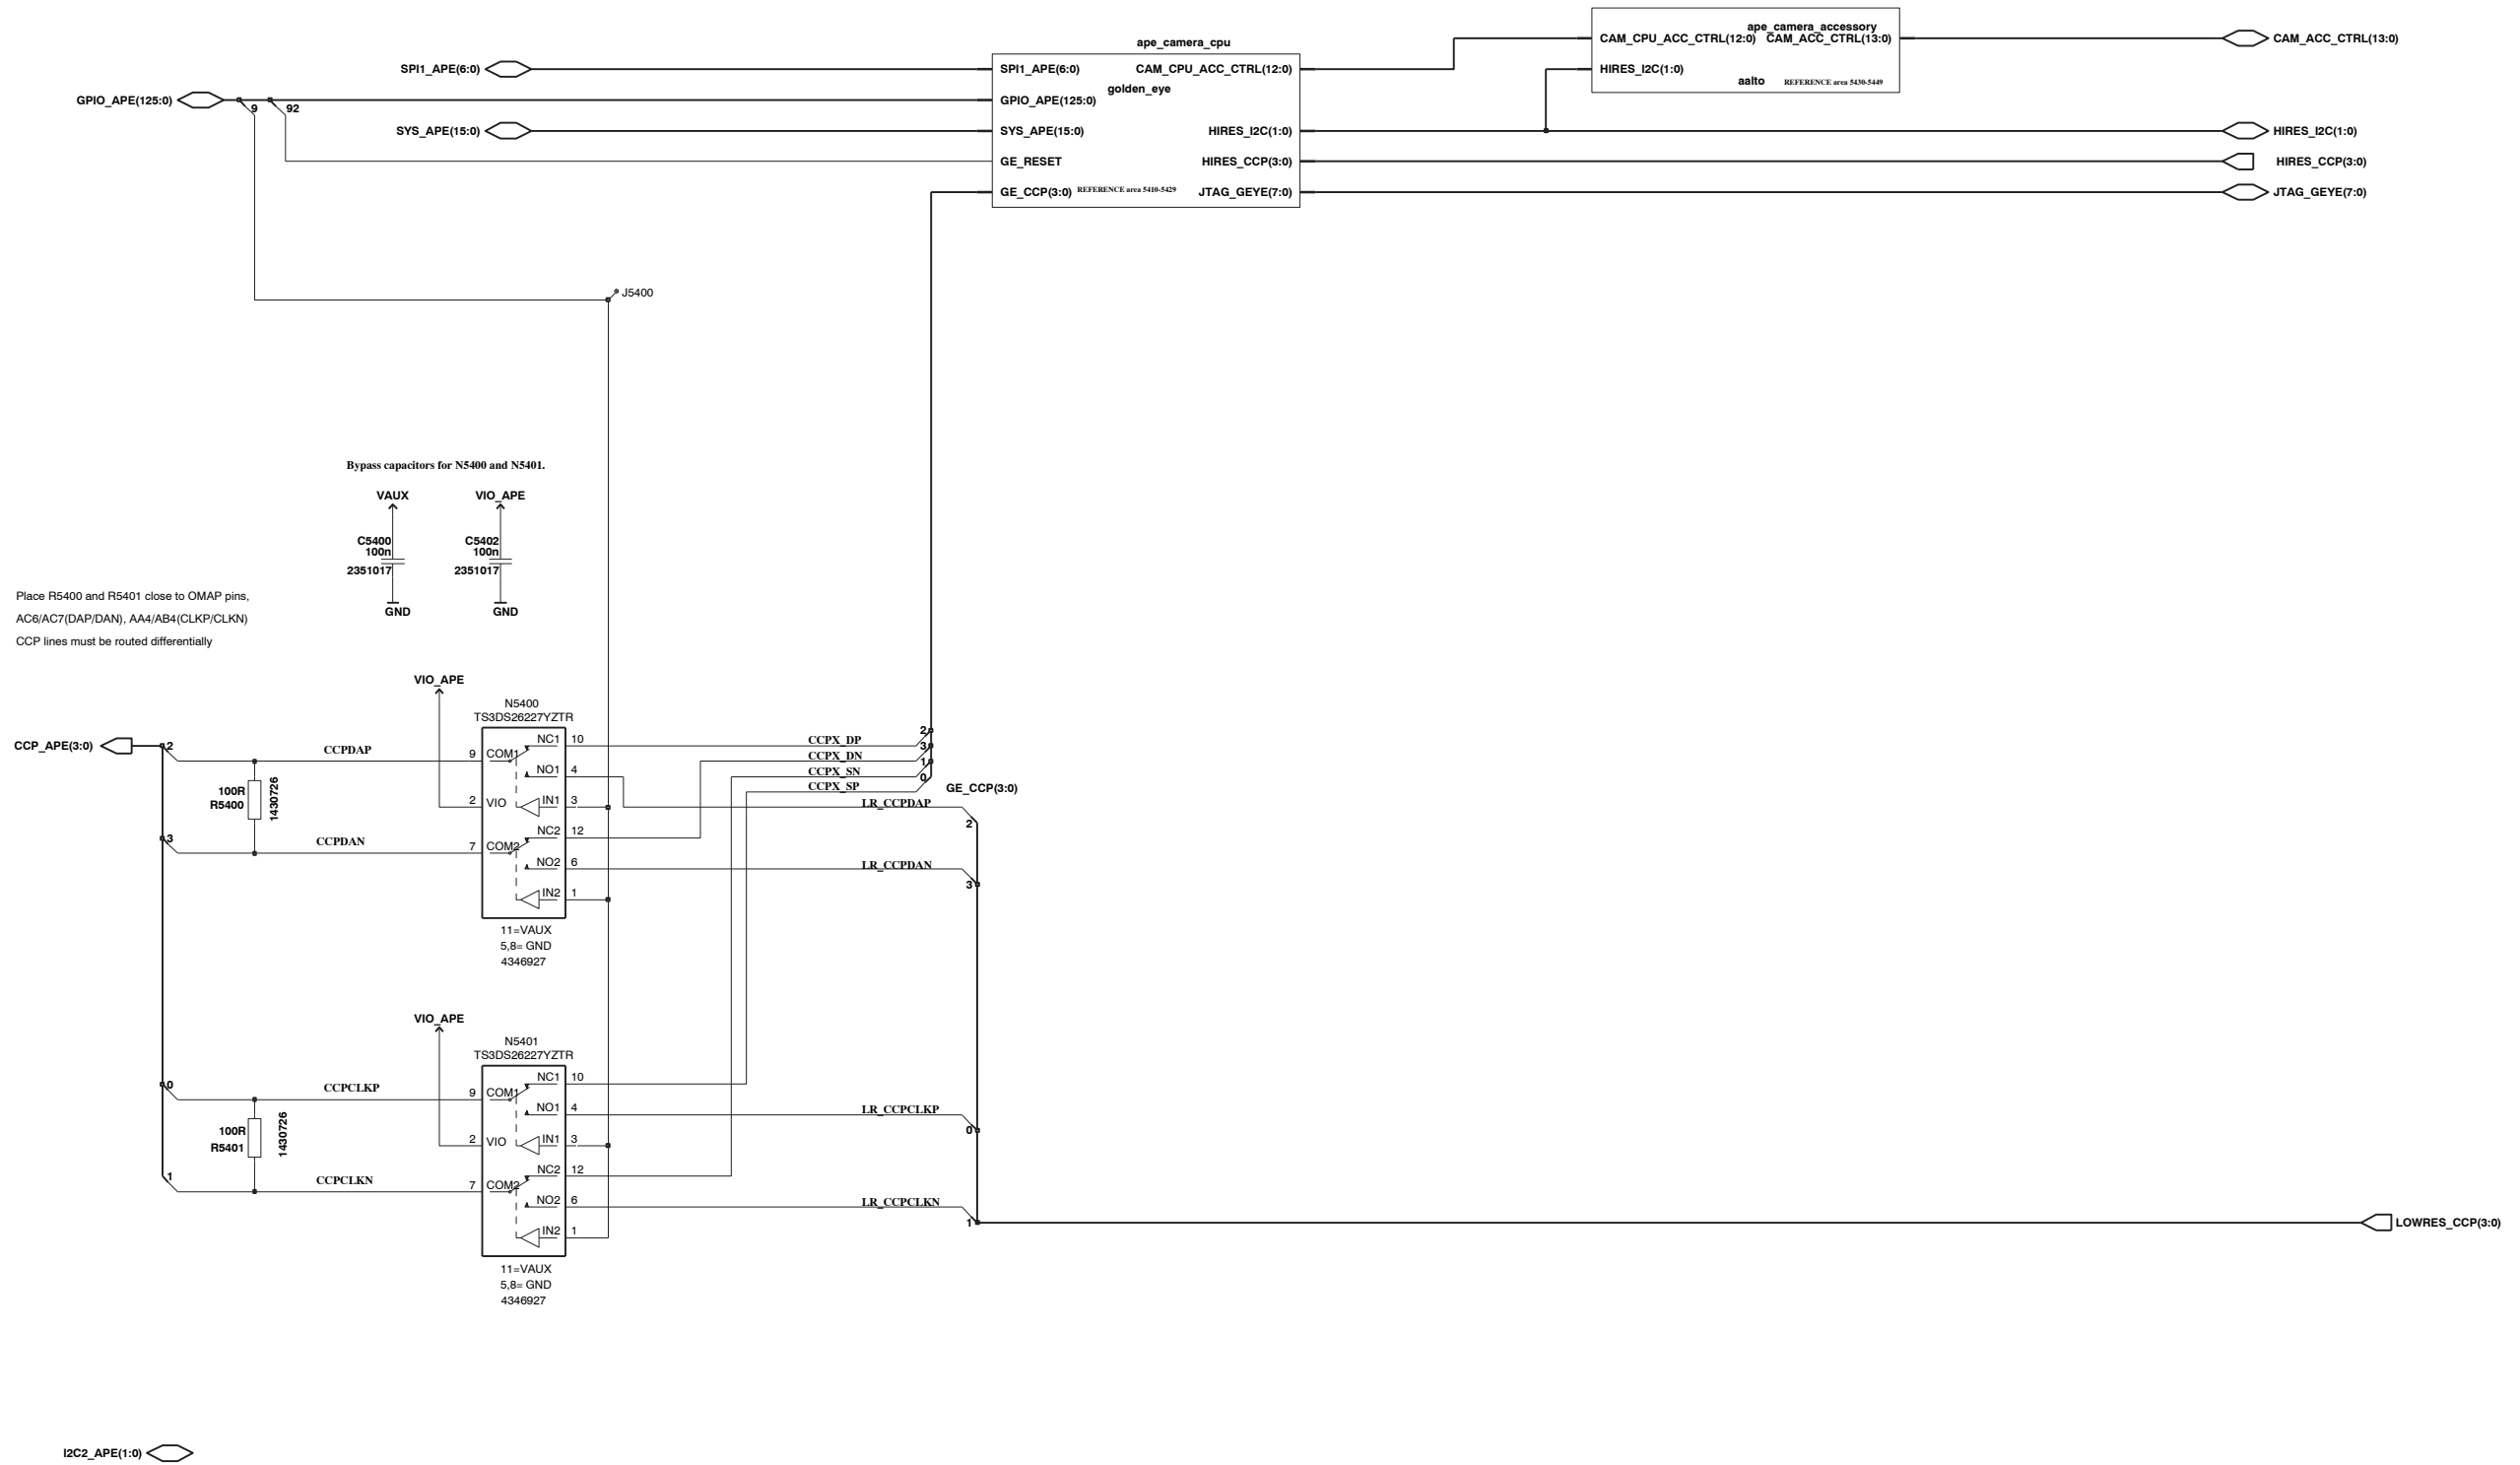 ape_camera_accessory
CAM_CPU_ACC_CTRL(12:0) CAM_ACC_CTRL(13:0)
CAM_ACC_CTRL(13:0)
HIRES_I2C(1:0)
aalto REFERENCE area 5430-5449
ape_camera_cpu
SPI1_APE(6:0)
SPI1_APE(6:0) CAM_CPU_ACC_CTRL(12:0)
golden_eye
GPIO_APE(125:0)
9
92
GPIO_APE(125:0)
SYS_APE(15:0)
SYS_APE(15:0) HIRES_I2C(1:0)
HIRES_I2C(1:0)
GE_RESET HIRES_CCP(3:0)
HIRES_CCP(3:0)
GE_CCP(3:0) REFERENCE area 5410-5429 JTAG_GEYE(7:0)
JTAG_GEYE(7:0)
J5400
Bypass capacitors for N5400 and N5401.
VAUX VIO_APE
C5400 C5402
100n 100n
2351017 2351017
GND GND
Place R5400 and R5401 close to OMAP pins,
AC6/AC7(DAP/DAN), AA4/AB4(CLKP/CLKN)
CCP lines must be routed differentially
VIO_APE
N5400
TS3DS26227YZTR
CCP_APE(3:0)
2
CCPDAP
9 COM1 NC1 10
CCPX_DP 2
CCPX_DN 3
NO1 4
CCPX_SN 1
CCPX_SP 0
GE_CCP(3:0)
100R
R5400
1430726
2 VIO IN1 3
LR_CCPDAP
2
3
CCPDAN
7 COM2 NC2 12
NO2 6
LR_CCPDAN
3
IN2 1
11=VAUX
5,8= GND
4346927
VIO_APE
N5401
TS3DS26227YZTR
0
CCPCLKP
9 COM1 NC1 10
NO1 4
LR_CCPCLKP
0
100R
R5401
1430726
2 VIO IN1 3
1
CCPCLKN
7 COM2 NC2 12
NO2 6
LR_CCPCLKN
1
LOWRES_CCP(3:0)
IN2 1
11=VAUX
5,8= GND
4346927
I2C2_APE(1:0)